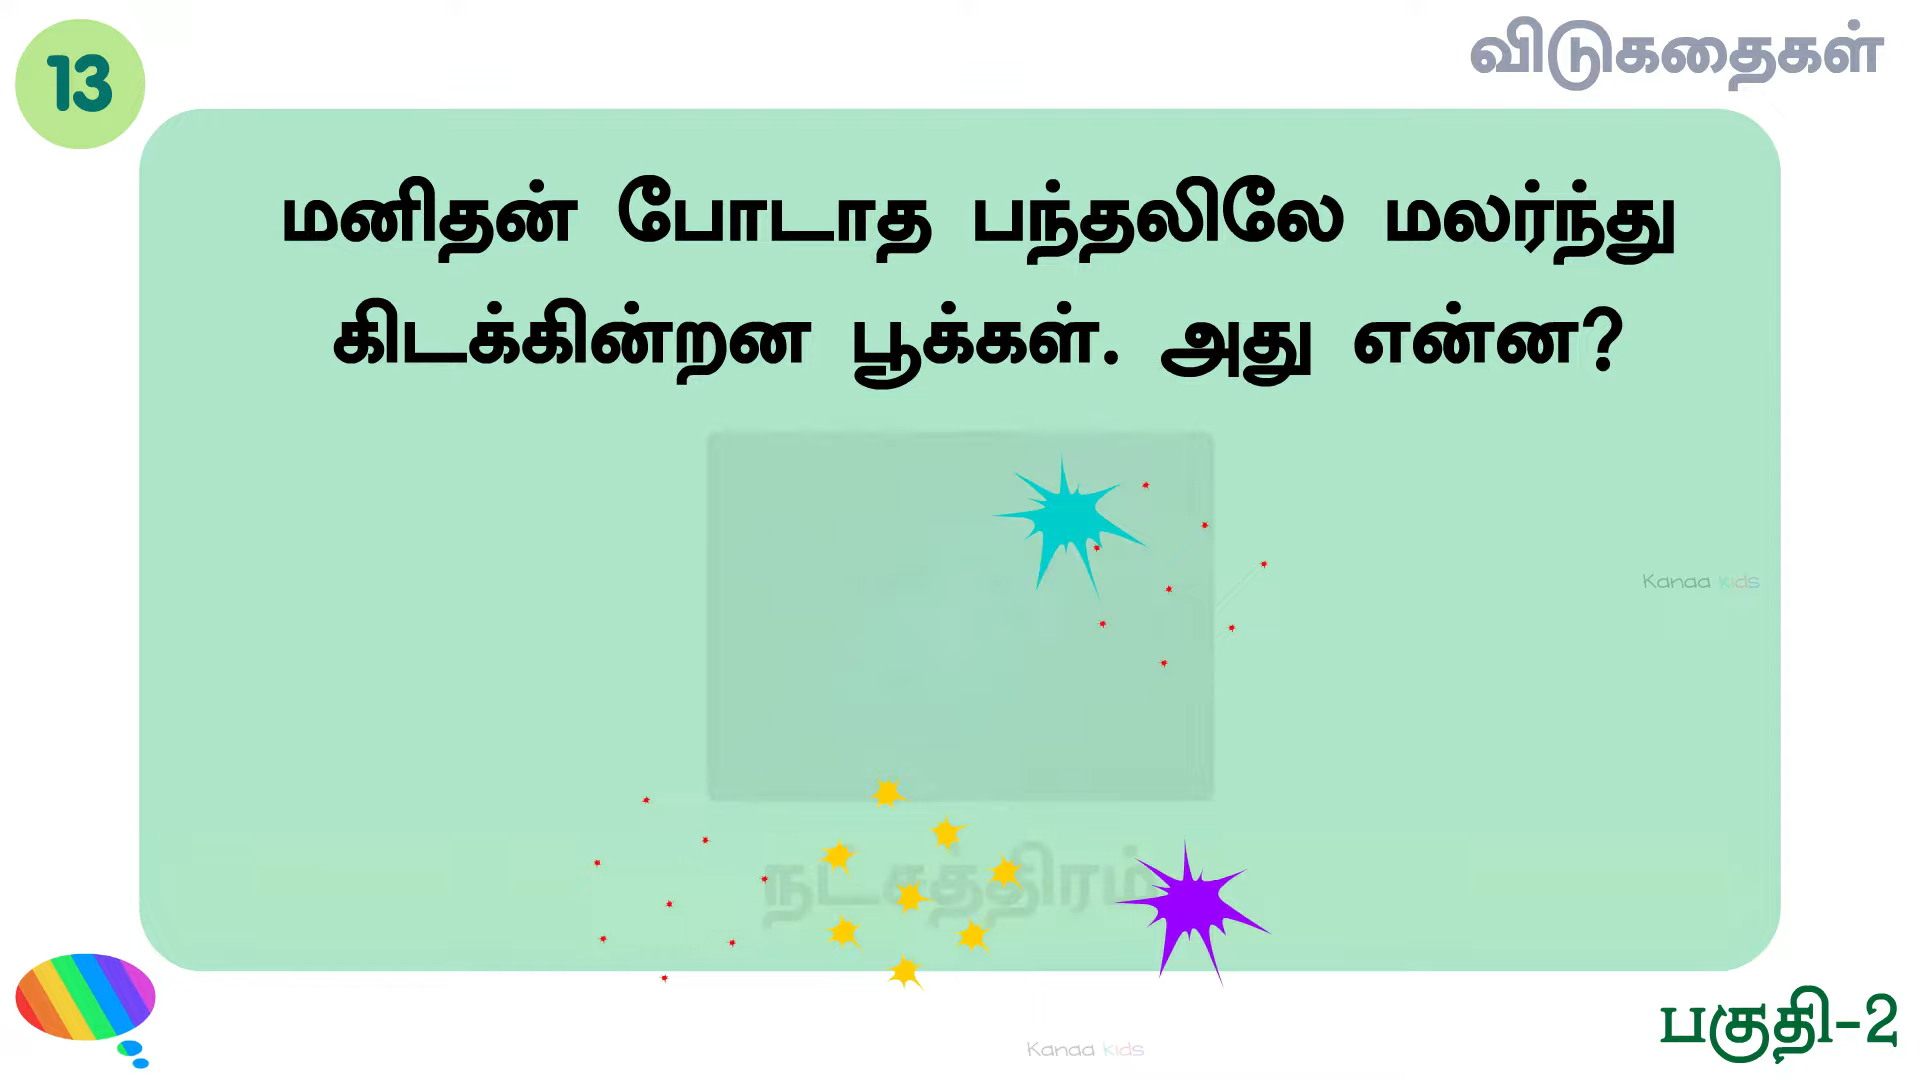 13
விடுகதைகள்
மனிதன் போடாத பந்தலிலே மலர்ந்து
கிடக்கின்றன பூக்கள். அது என்ன?
Kanaa kids
நட்சத்திரம்
பகுதி-2
Kanaa kids